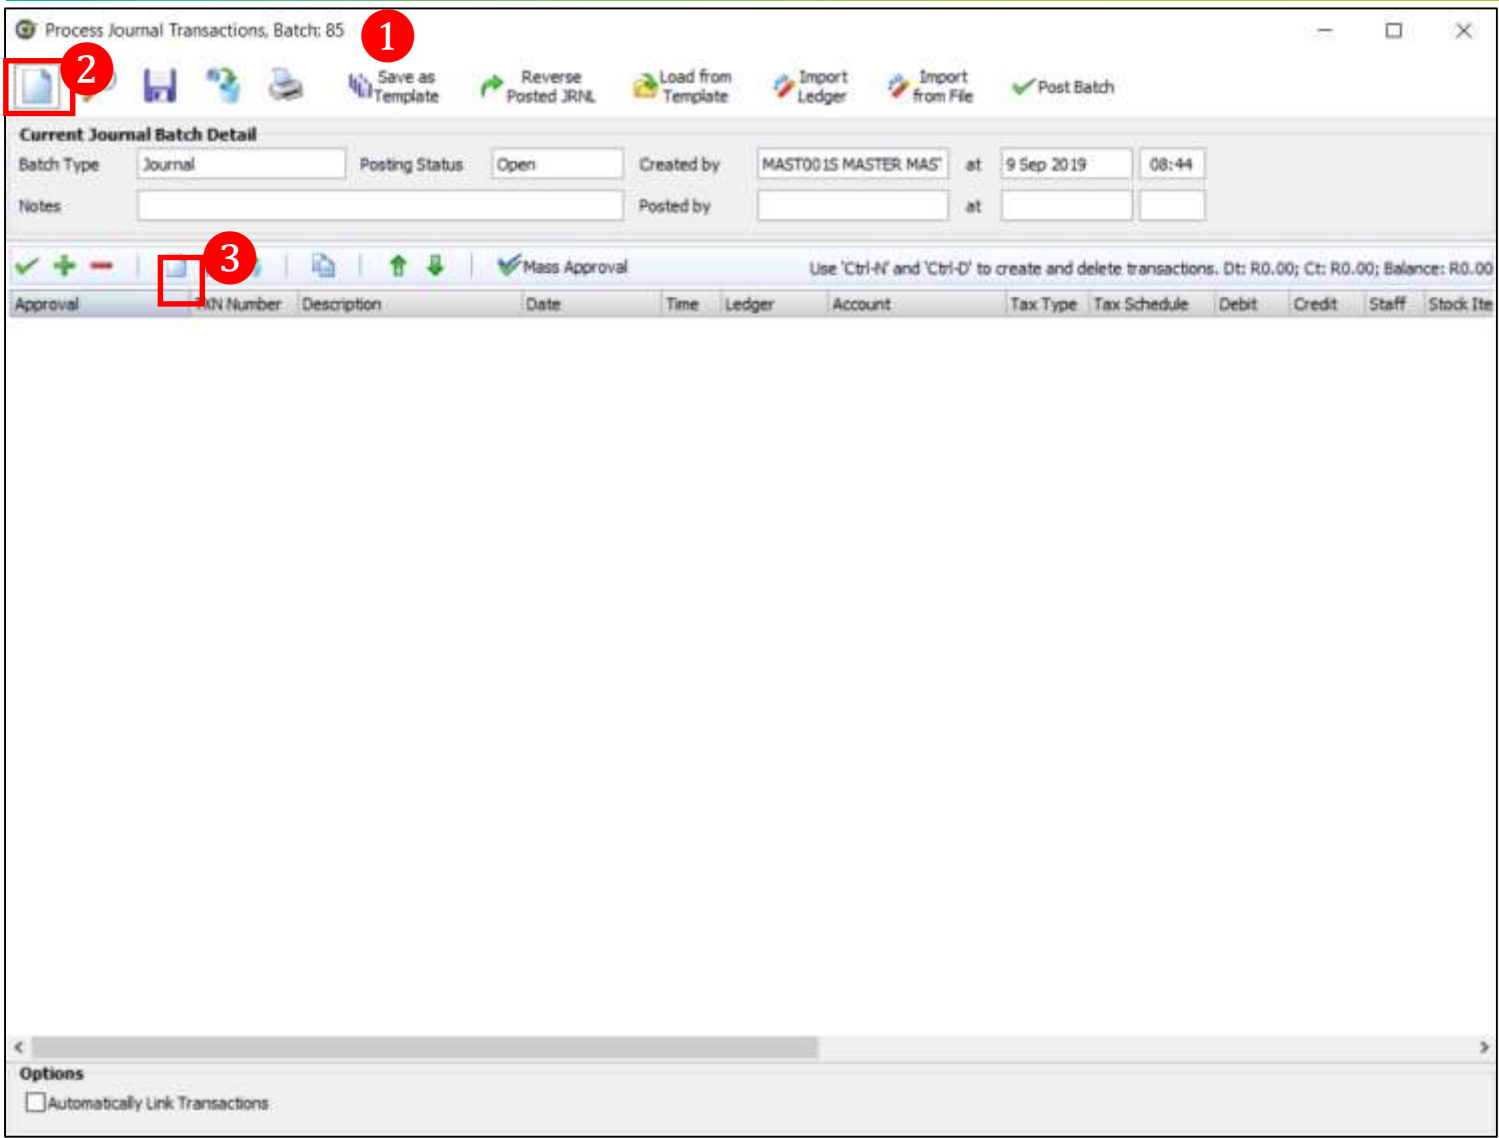 Process Journal Transactions, Batch: 85
1
2
Save as
Template
Reverse
Posted JRNL
Load from
Template
Import
Ledger
Import
from File
Post Batch
Current Journal Batch Detail
Batch Type Journal Posting Status Open Created by MAST001S MASTER MAS at 9 Sep 2019 08:44
Notes Posted by at
3
Mass Approval Use 'Ctrl-N' and 'Ctrl-D' to create and delete transactions. Dt: R0.00; Ct: R0.00; Balance: R0.00
Approval TXN Number Description Date Time Ledger Account Tax Type Tax Schedule Debit Credit Staff Stock Ite
Options
Automatically Link Transactions